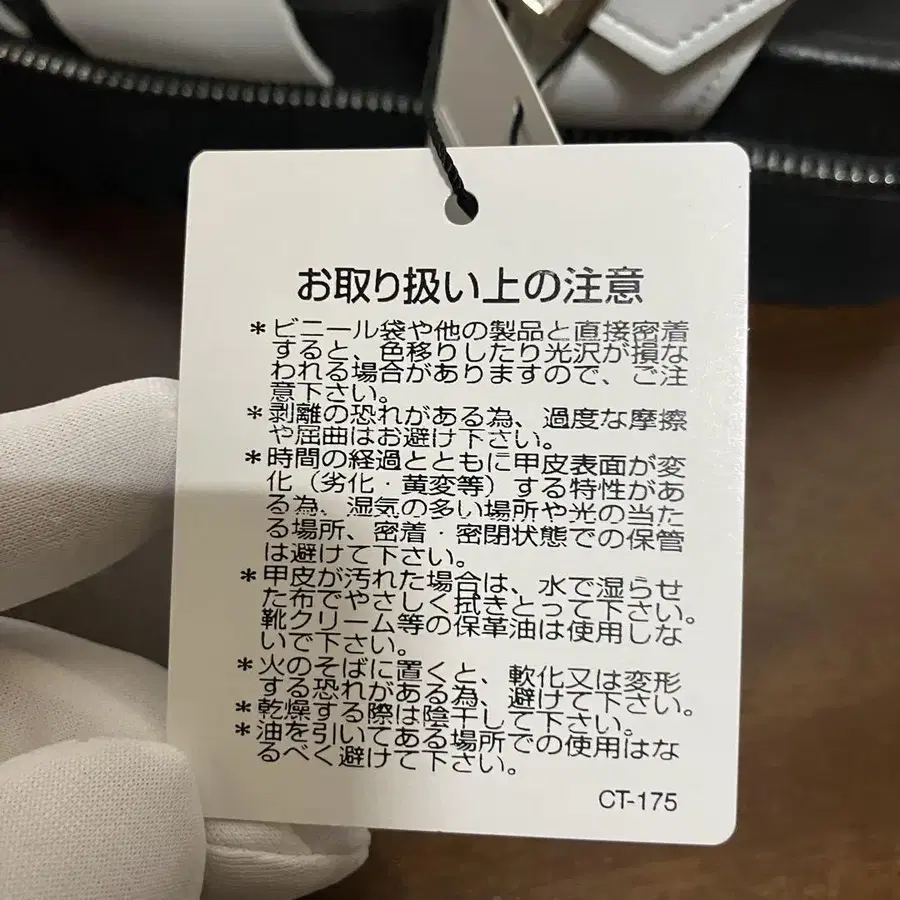 お取り扱い上の注意
*ビニール袋や他の製品と直接密着
すると、色移りしたり光沢が損な
われる場合がありますので、ご注
意下さい。
*剥離の恐れがある為、過度な摩擦
や屈曲はお避け下さい。
*時間の経過とともに甲皮表面が変
化（劣化・黄変等）する特性があ
る為、湿気の多い場所や光の当た
る場所、密着・密閉状態での保管
は避けて下さい。
*甲皮が汚れた場合は、水で湿らせ
た布でやさしく拭きとって下さい。
靴クリーム等の保革油は使用しな
いで下さい。
*火のそばに置くと、軟化又は変形
する恐れがある為、避けて下さい。
*乾燥する際は陰干して下さい。
*油を引いてある場所での使用はな
るべく避けて下さい。
CT-175